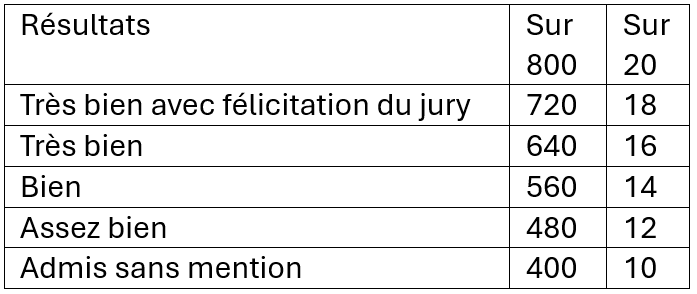 Résultats Sur 800 Sur 20
Très bien avec félicitation du jury 720 18
Très bien 640 16
Bien 560 14
Assez bien 480 12
Admis sans mention 400 10